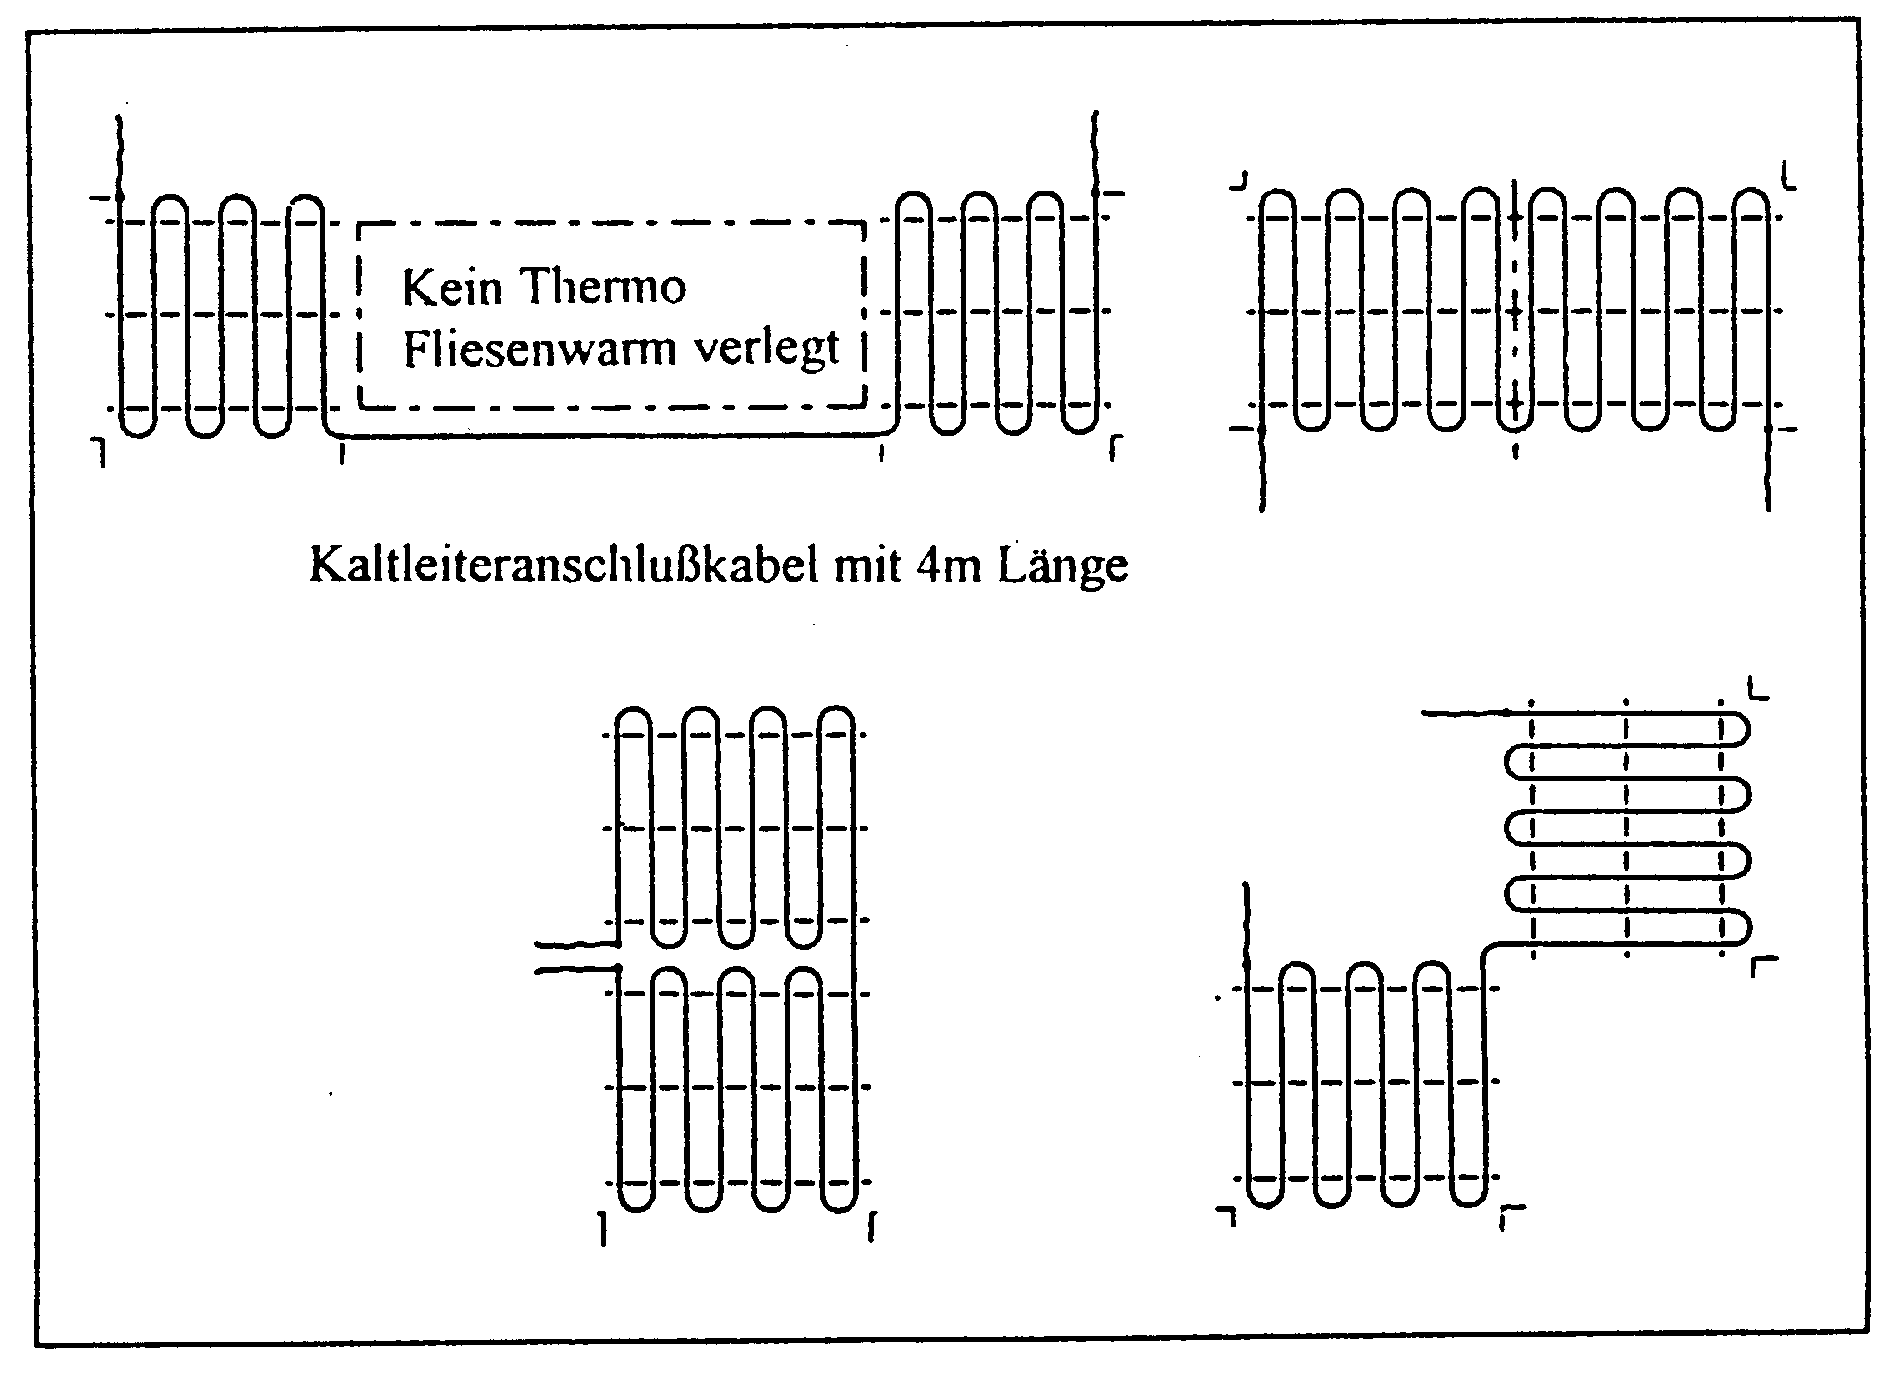 Kein Thermo
Fliesenwarm verlegt
Kaltleiteranschlußkabel mit 4m Länge